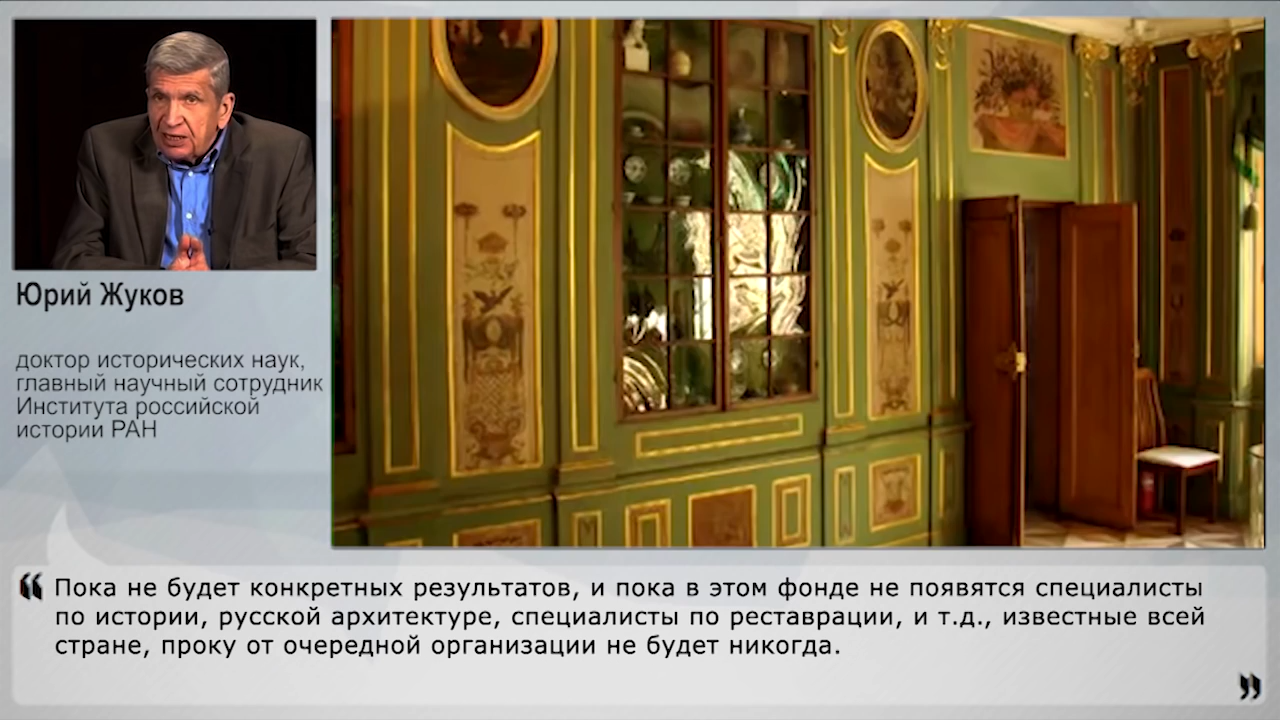 Юрий Жуков
доктор исторических наук,
главный научный сотрудник
Института российской
истории РАН
“ Пока не будет конкретных результатов, и пока в этом фонде не появятся специалисты
по истории, русской архитектуре, специалисты по реставрации, и т.д., известные всей
стране, проку от очередной организации не будет никогда.
”